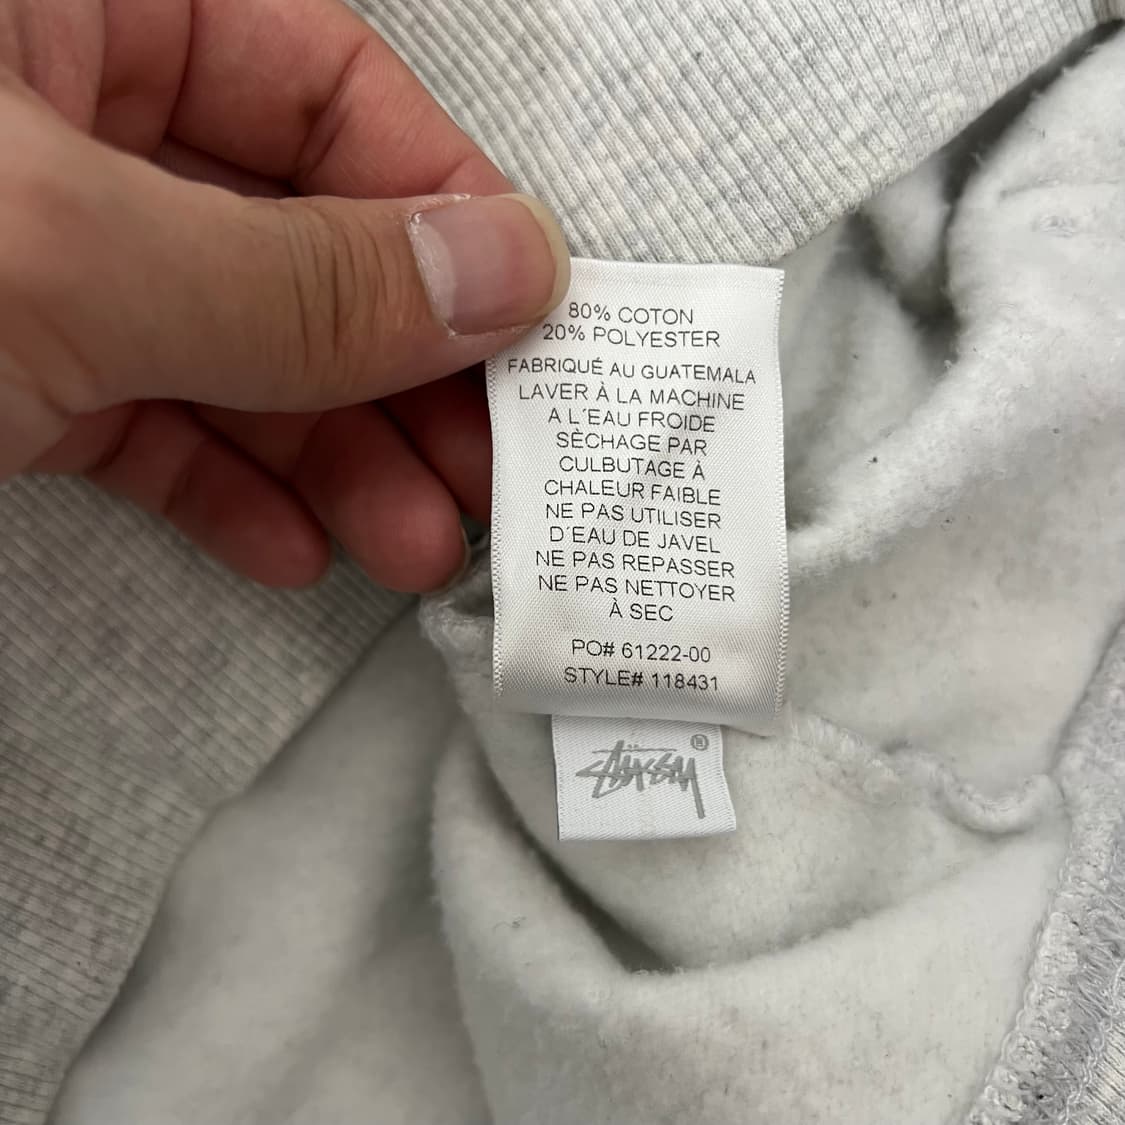 80% COTON
20% POLYESTER
FABRIQUÉ AU GUATEMALA
LAVER À LA MACHINE
A L´EAU FROIDE
SÈCHAGE PAR
CULBUTAGE À
CHALEUR FAIBLE
NE PAS UTILISER
D´EAU DE JAVEL
NE PAS REPASSER
NE PAS NETTOYER
À SEC
PO# 61222-00
STYLE# 118431
STÜSSY ®